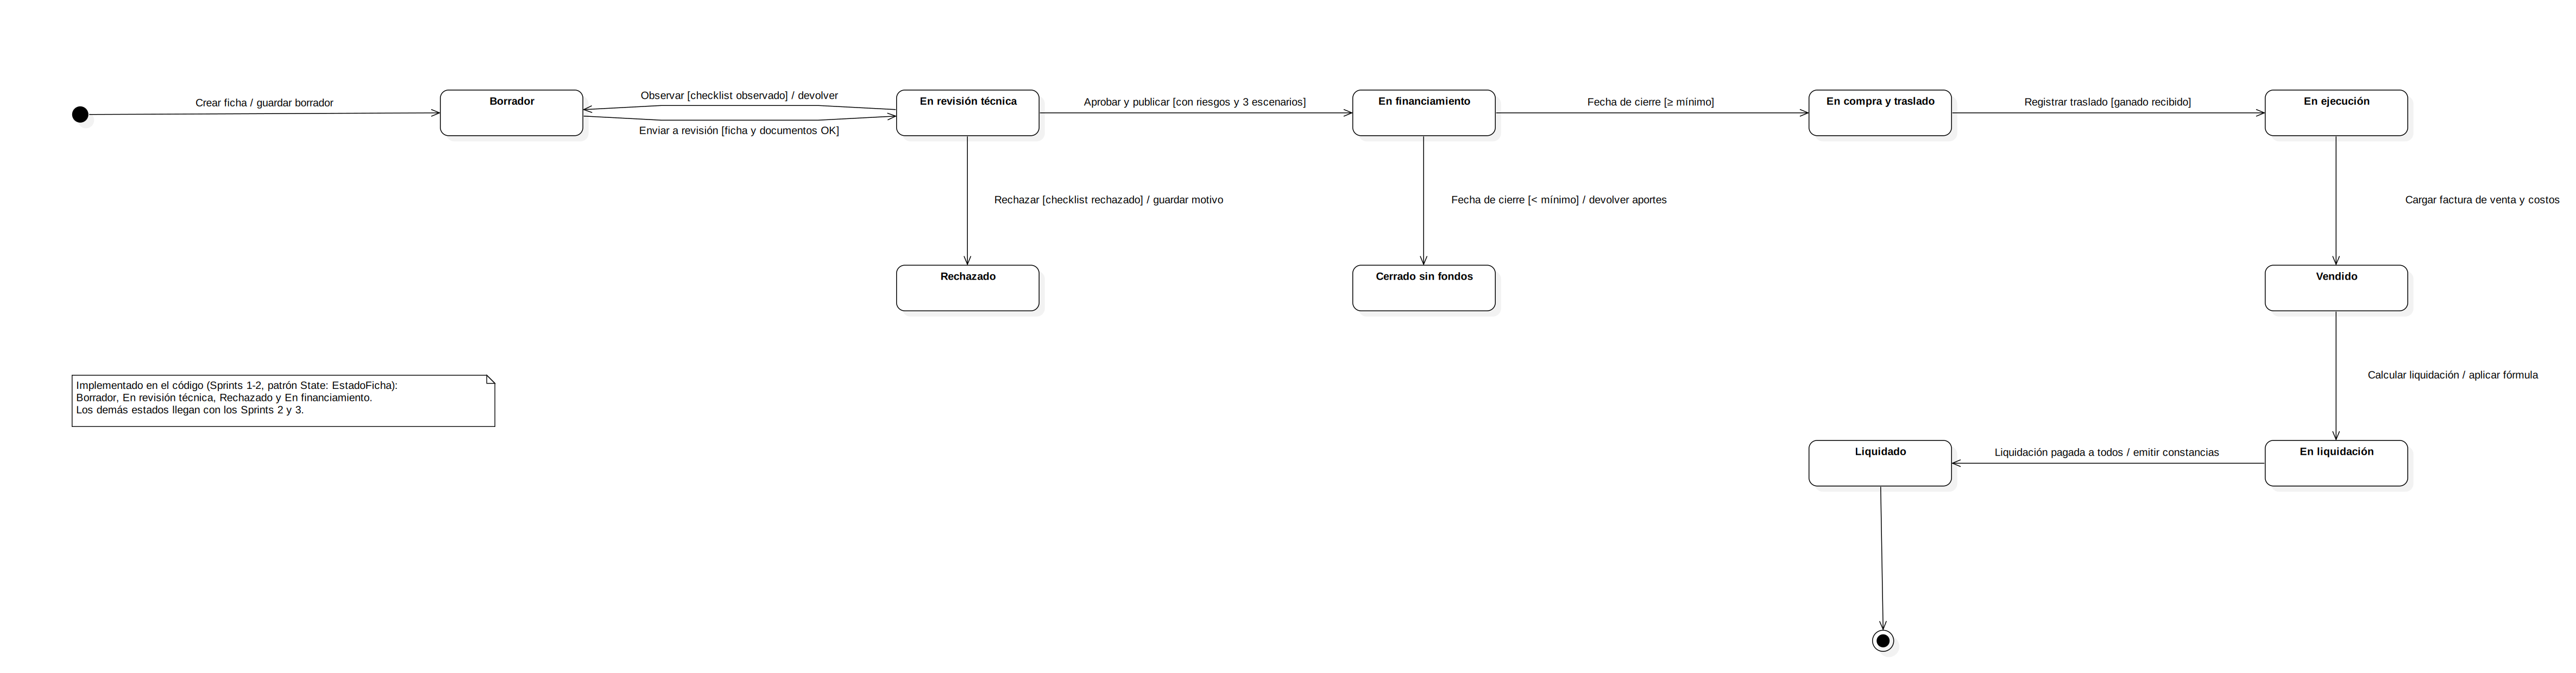 Crear ficha / guardar borrador
Borrador
Observar [checklist observado] / devolver
Enviar a revisión [ficha y documentos OK]
En revisión técnica
Aprobar y publicar [con riesgos y 3 escenarios]
En financiamiento
Fecha de cierre [≥ mínimo]
En compra y traslado
Registrar traslado [ganado recibido]
En ejecución
Rechazar [checklist rechazado] / guardar motivo
Fecha de cierre [< mínimo] / devolver aportes
Cargar factura de venta y costos
Rechazado
Cerrado sin fondos
Vendido
Calcular liquidación / aplicar fórmula
Implementado en el código (Sprints 1-2, patrón State: EstadoFicha):
Borrador, En revisión técnica, Rechazado y En financiamiento.
Los demás estados llegan con los Sprints 2 y 3.
Liquidado
Liquidación pagada a todos / emitir constancias
En liquidación